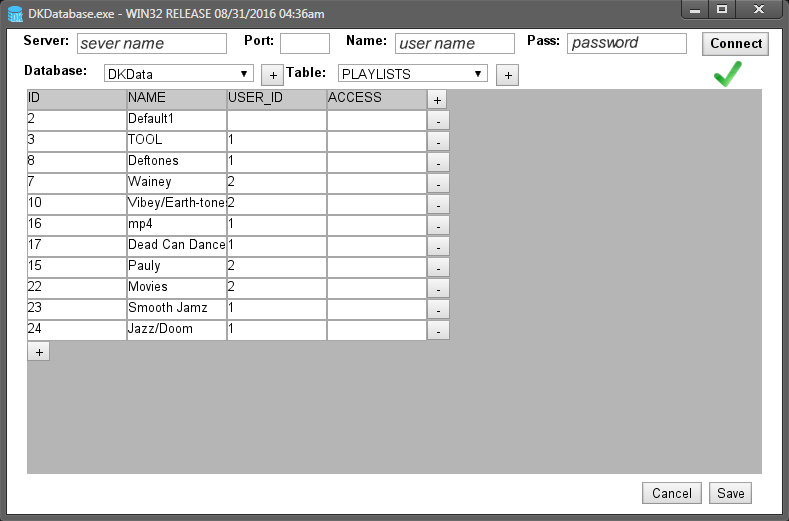 DKDatabase.exe - WIN32 RELEASE 08/31/2016 04:36am
Server: sever name Port: Name: user name Pass: password Connect
Database: DKData + Table: PLAYLISTS +
ID NAME USER_ID ACCESS +
2 Default1 -
3 TOOL 1 -
8 Deftones 1 -
7 Wainey 2 -
10 Vibey/Earth-tone 2 -
16 mp4 1 -
17 Dead Can Dance 1 -
15 Pauly 2 -
22 Movies 2 -
23 Smooth Jamz 1 -
24 Jazz/Doom 1 -
+
Cancel Save